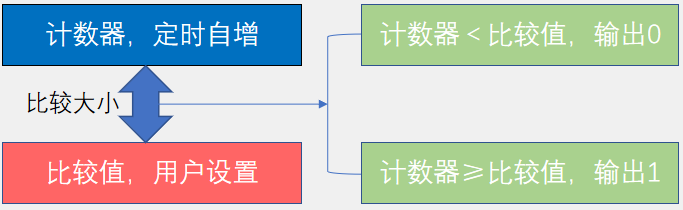 计数器，定时自增
比较大小
比较值，用户设置
计数器＜比较值，输出0
计数器≥比较值，输出1